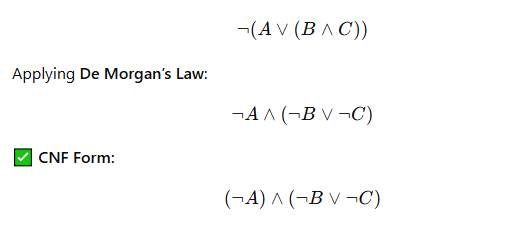 ¬(A ∨ (B ∧ C))
Applying De Morgan's Law:
¬A ∧ (¬B ∨ ¬C)
✅ CNF Form:
(¬A) ∧ (¬B ∨ ¬C)